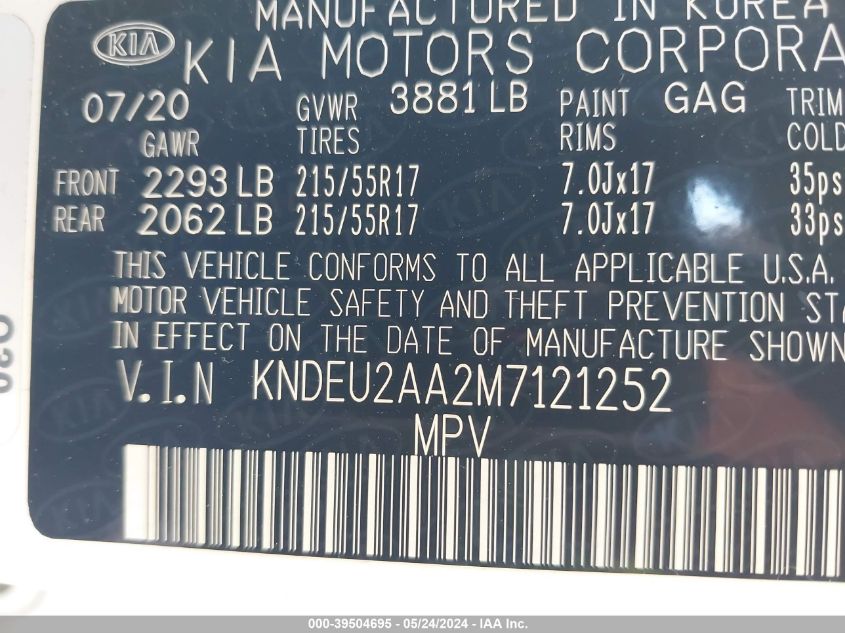 MANUFACTURED IN KOREA
KIA KIA MOTORS CORPORA
07/20 GVWR 3881 LB PAINT GAG TRIM
GAWR TIRES RIMS COLD
FRONT 2293 LB 215/55R17 7.0Jx17 35ps
REAR 2062 LB 215/55R17 7.0Jx17 33ps
THIS VEHICLE CONFORMS TO ALL APPLICABLE U.S.A.
MOTOR VEHICLE SAFETY AND THEFT PREVENTION STA
IN EFFECT ON THE DATE OF MANUFACTURE SHOWN
V.I.N KNDEU2AA2M7121252
MPV
000-39504695 - 05/24/2024 - IAA Inc.